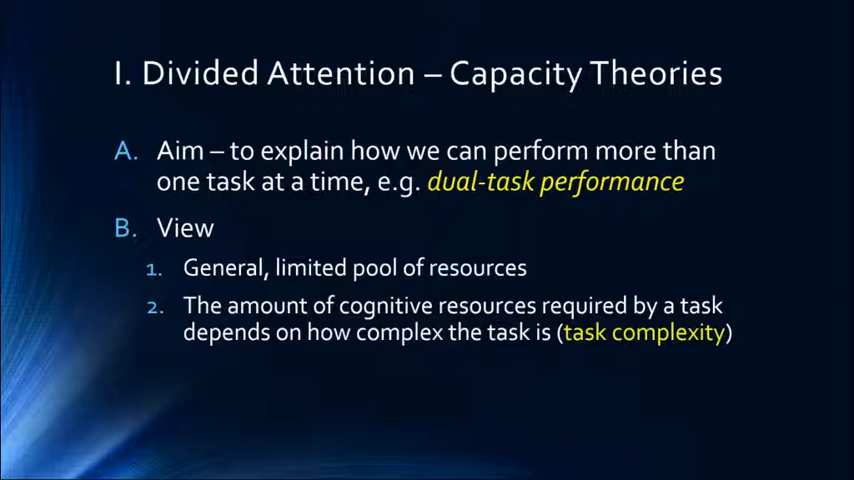 I. Divided Attention – Capacity Theories
A. Aim – to explain how we can perform more than
one task at a time, e.g. dual-task performance
B. View
1. General, limited pool of resources
2. The amount of cognitive resources required by a task
depends on how complex the task is (task complexity)